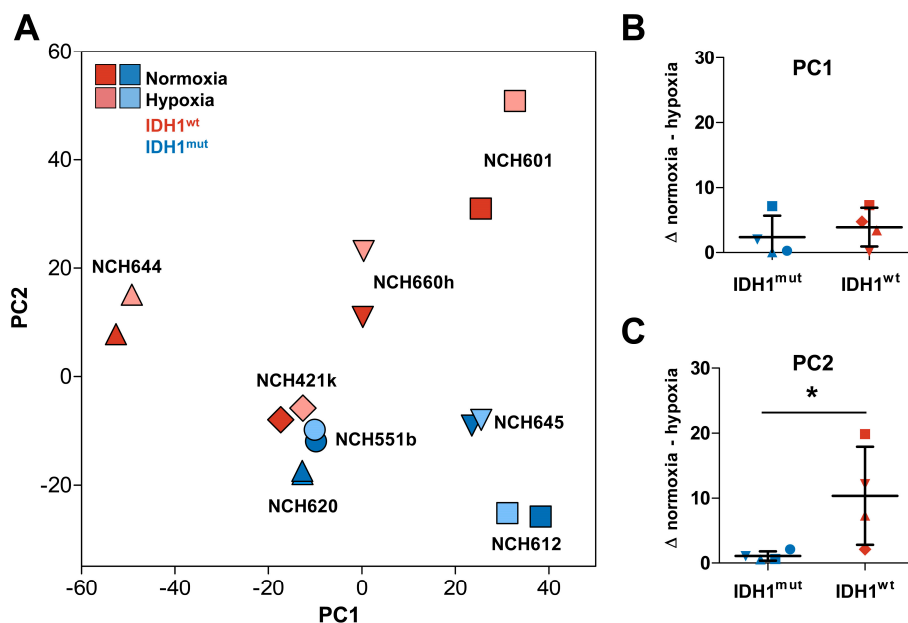 A
60
40
20
0
-20
-60
-40
-20
0
20
40
PC2
PC1
Normoxia
Hypoxia
IDH1wt
IDH1mut
NCH601
NCH644
NCH660h
NCH421k
NCH551b
NCH645
NCH620
NCH612
B
PC1
30
20
10
0
Δ normoxia - hypoxia
IDH1mut
IDH1wt
C
PC2
*
30
20
10
0
Δ normoxia - hypoxia
IDH1mut
IDH1wt